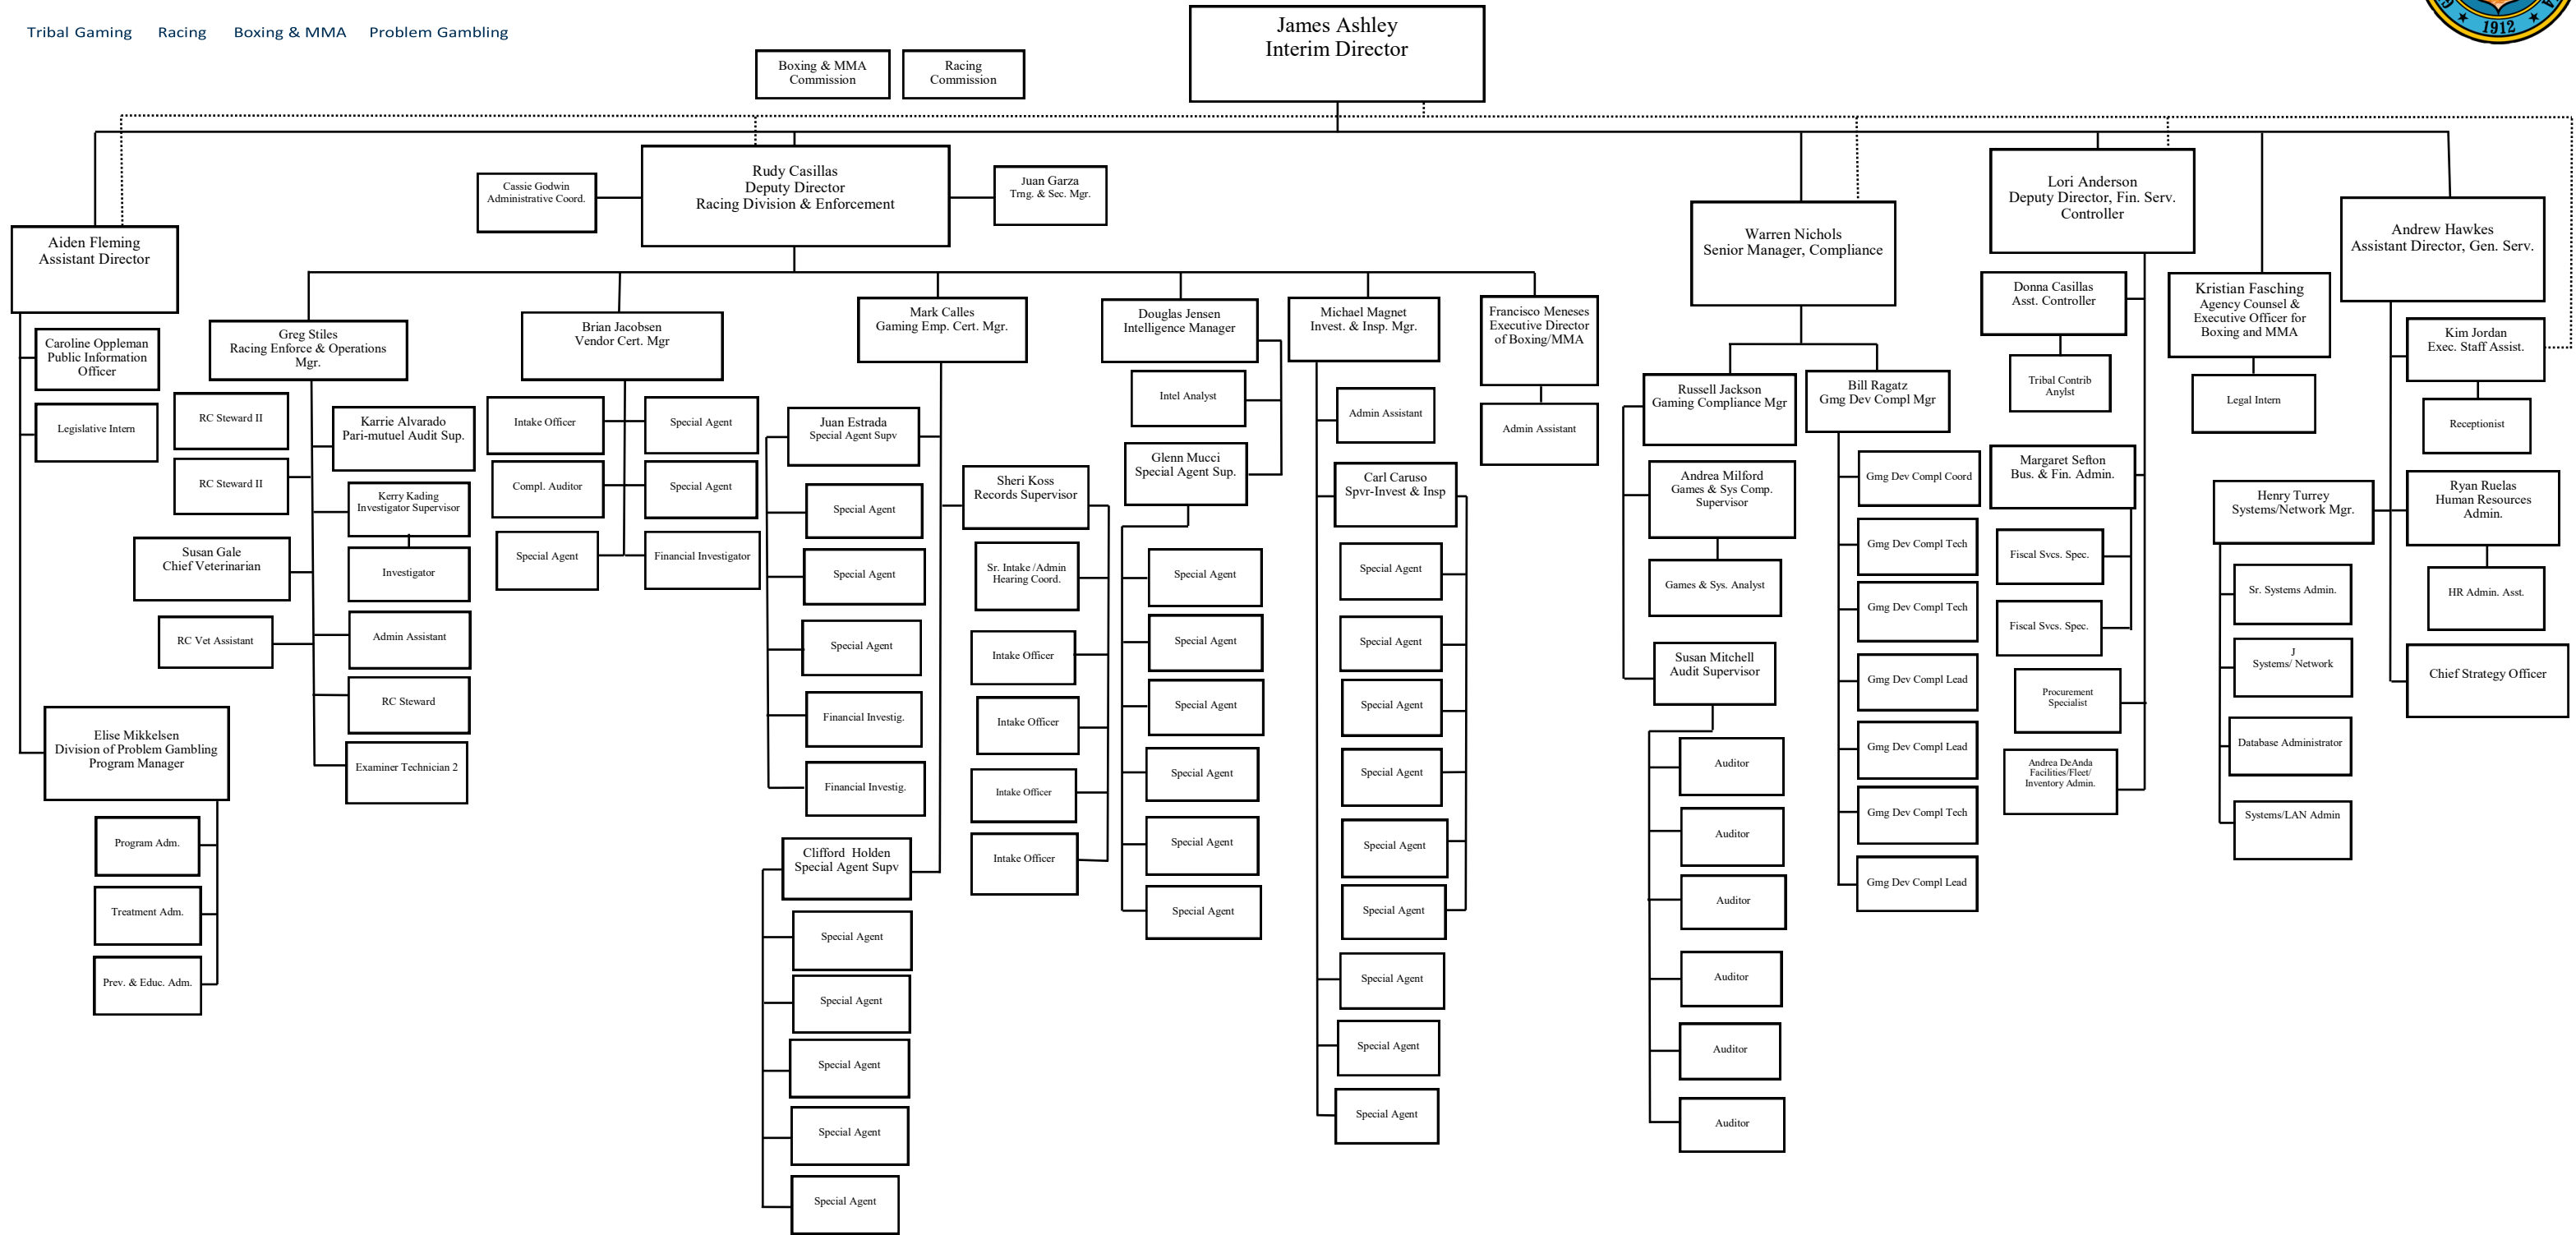 Tribal Gaming Racing Boxing & MMA Problem Gambling
James Ashley
Interim Director
1912
Boxing & MMA
Commission
Racing
Commission
Cassie Godwin
Administrative Coord.
Rudy Casillas
Deputy Director
Racing Division & Enforcement
Juan Garza
Trng. & Sec. Mgr.
Aiden Fleming
Assistant Director
Warren Nichols
Senior Manager, Compliance
Lori Anderson
Deputy Director, Fin. Serv.
Controller
Andrew Hawkes
Assistant Director, Gen. Serv.
Caroline Oppleman
Public Information
Officer
Legislative Intern
Elise Mikkelsen
Division of Problem Gambling
Program Manager
Program Adm.
Treatment Adm.
Prev. & Educ. Adm.
Greg Stiles
Racing Enforce & Operations
Mgr.
RC Steward II
RC Steward II
Susan Gale
Chief Veterinarian
RC Vet Assistant
Karrie Alvarado
Pari-mutuel Audit Sup.
Kerry Kading
Investigator Supervisor
Investigator
Admin Assistant
RC Steward
Examiner Technician 2
Brian Jacobsen
Vendor Cert. Mgr
Intake Officer
Special Agent
Compl. Auditor
Special Agent
Special Agent
Financial Investigator
Mark Calles
Gaming Emp. Cert. Mgr.
Juan Estrada
Special Agent Supv
Special Agent
Special Agent
Special Agent
Financial Investig.
Financial Investig.
Clifford Holden
Special Agent Supv
Special Agent
Special Agent
Special Agent
Special Agent
Special Agent
Sheri Koss
Records Supervisor
Sr. Intake /Admin
Hearing Coord.
Intake Officer
Intake Officer
Intake Officer
Intake Officer
Douglas Jensen
Intelligence Manager
Intel Analyst
Glenn Mucci
Special Agent Sup.
Special Agent
Special Agent
Special Agent
Special Agent
Special Agent
Special Agent
Michael Magnet
Invest. & Insp. Mgr.
Admin Assistant
Carl Caruso
Spvr-Invest & Insp
Special Agent
Special Agent
Special Agent
Special Agent
Special Agent
Special Agent
Special Agent
Special Agent
Special Agent
Francisco Meneses
Executive Director
of Boxing/MMA
Admin Assistant
Russell Jackson
Gaming Compliance Mgr
Andrea Milford
Games & Sys Comp.
Supervisor
Games & Sys. Analyst
Susan Mitchell
Audit Supervisor
Auditor
Auditor
Auditor
Auditor
Auditor
Auditor
Bill Ragatz
Gmg Dev Compl Mgr
Gmg Dev Compl Coord
Gmg Dev Compl Tech
Gmg Dev Compl Tech
Gmg Dev Compl Lead
Gmg Dev Compl Lead
Gmg Dev Compl Tech
Gmg Dev Compl Lead
Donna Casillas
Asst. Controller
Tribal Contrib
Anylst
Margaret Sefton
Bus. & Fin. Admin.
Fiscal Svcs. Spec.
Fiscal Svcs. Spec.
Procurement
Specialist
Andrea DeAnda
Facilities/Fleet/
Inventory Admin.
Kristian Fasching
Agency Counsel &
Executive Officer for
Boxing and MMA
Legal Intern
Kim Jordan
Exec. Staff Assist.
Receptionist
Henry Turrey
Systems/Network Mgr.
Sr. Systems Admin.
J
Systems/ Network
Database Administrator
Systems/LAN Admin
Ryan Ruelas
Human Resources
Admin.
HR Admin. Asst.
Chief Strategy Officer